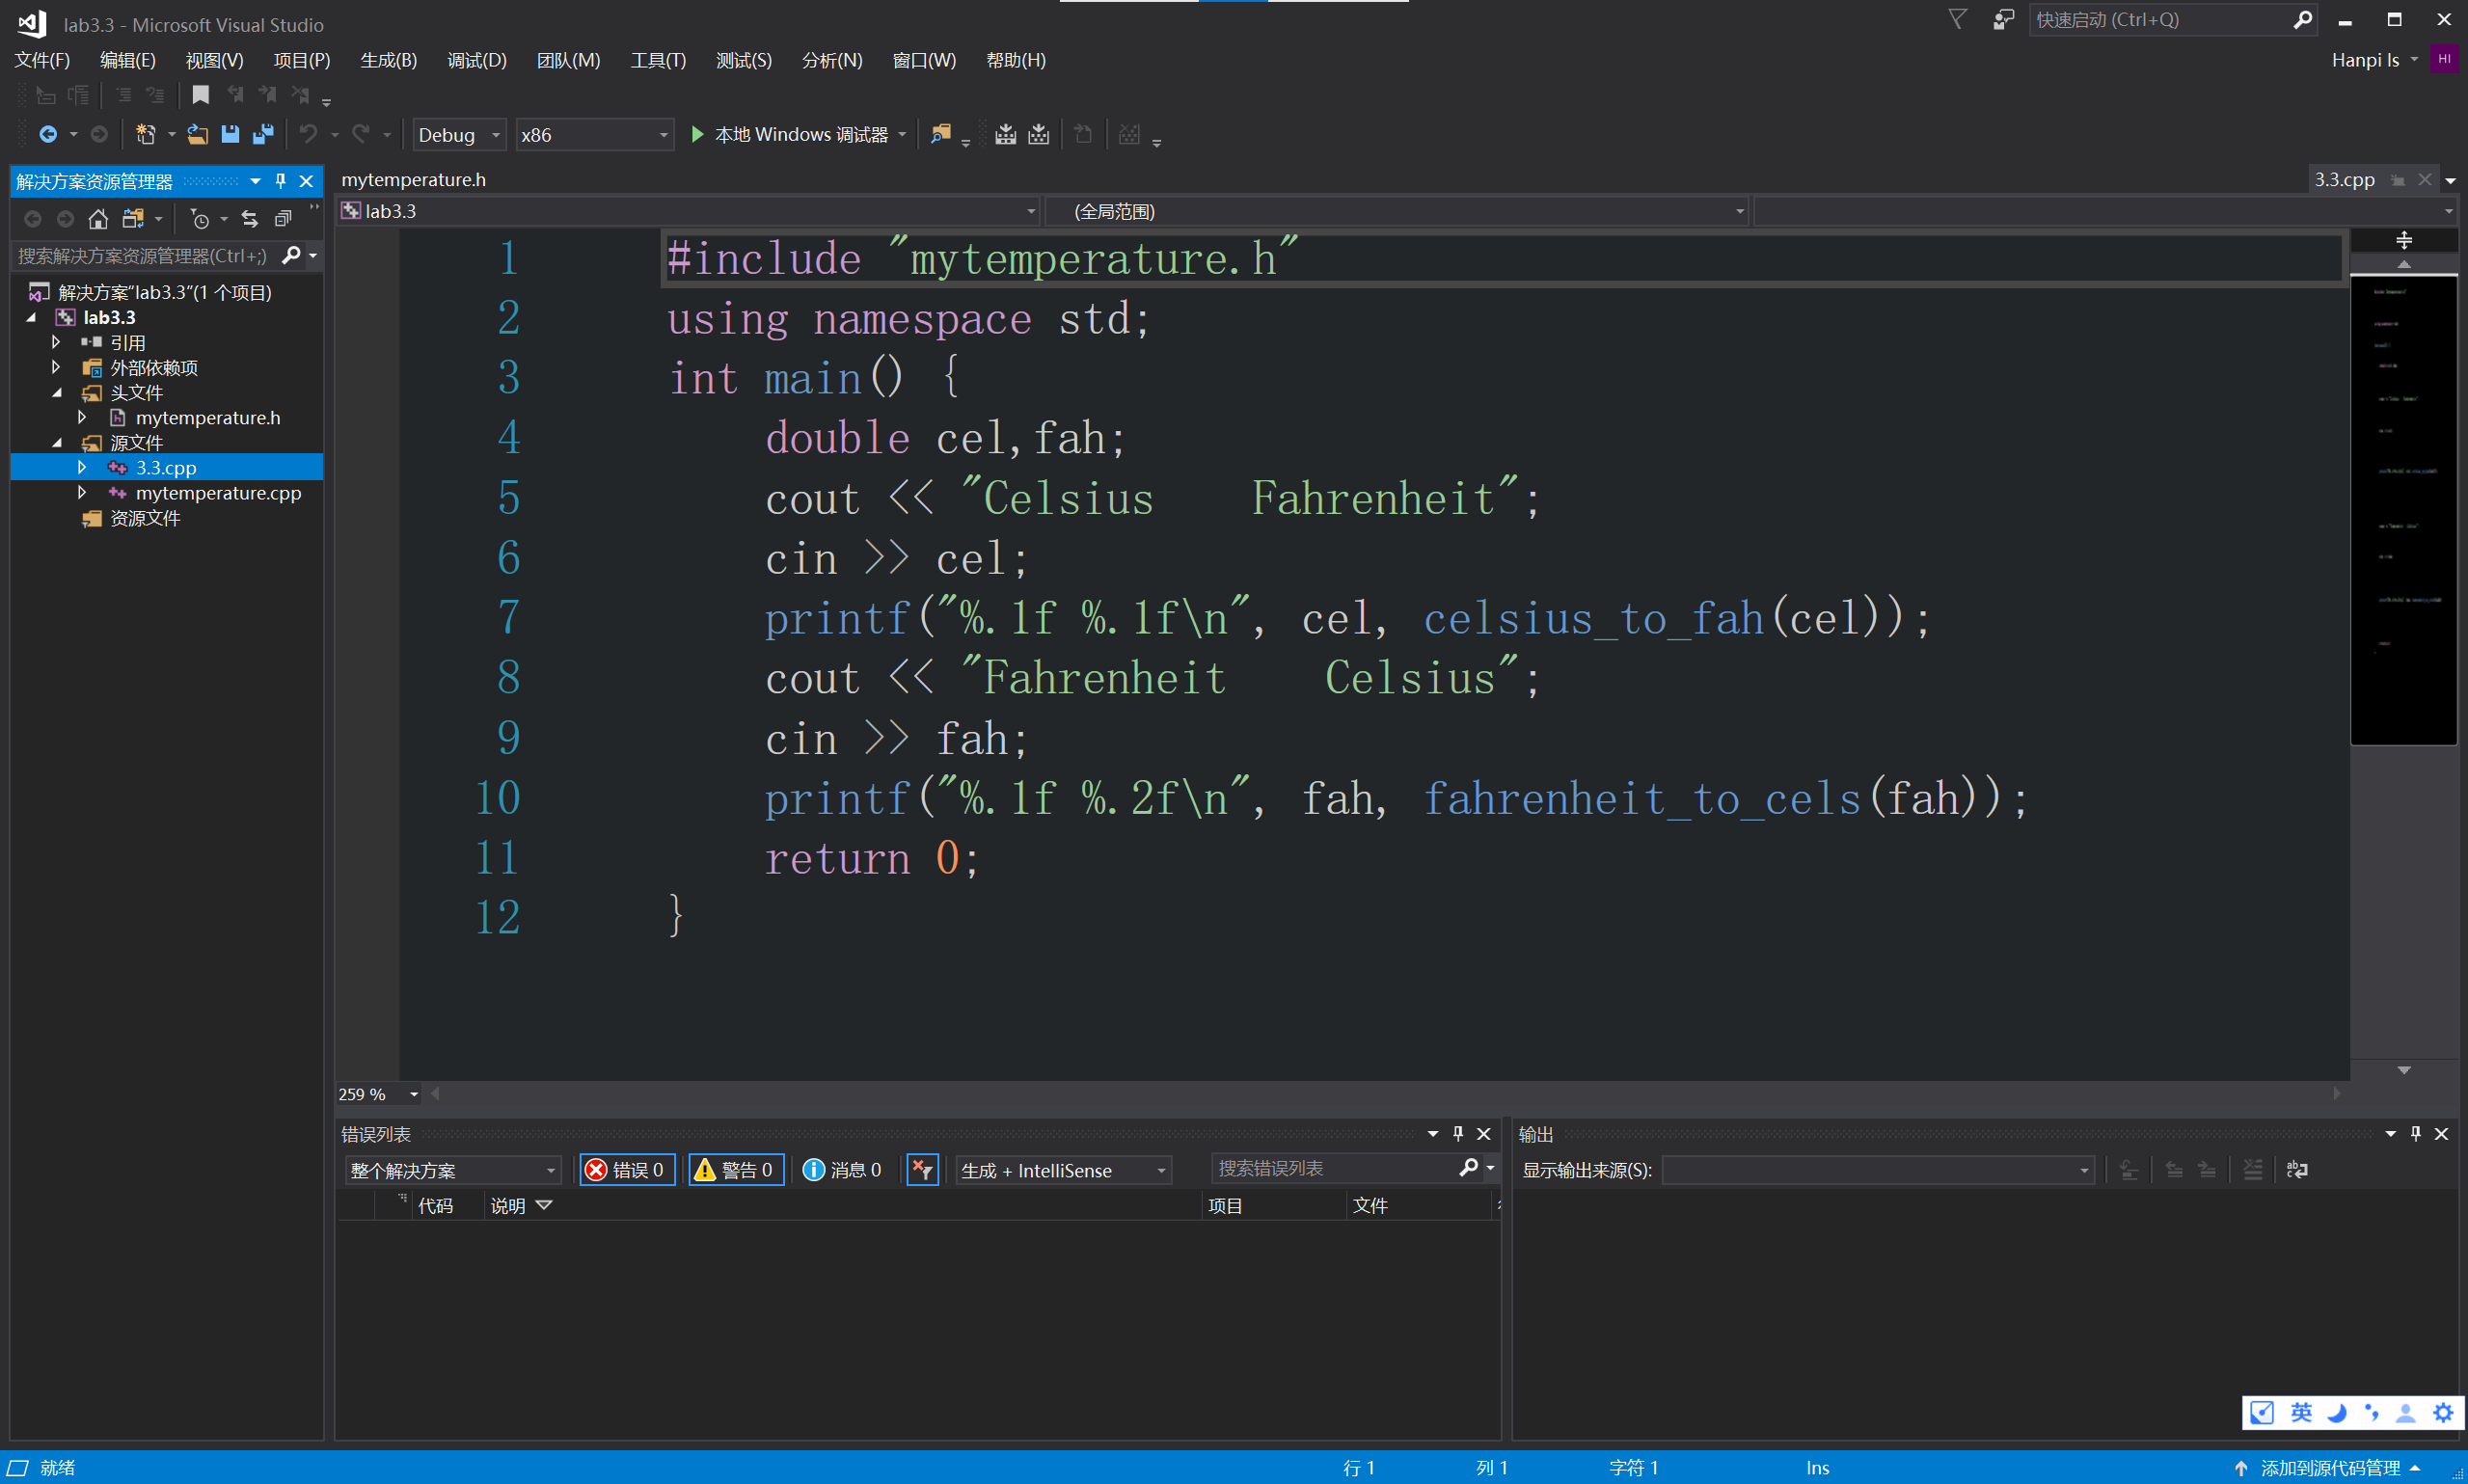 lab3.3 - Microsoft Visual Studio
快速启动 (Ctrl+Q)
文件(F) 编辑(E) 视图(V) 项目(P) 生成(B) 调试(D) 团队(M) 工具(T) 测试(S) 分析(N) 窗口(W) 帮助(H)
Hanpi ls HI
Debug x86 本地 Windows 调试器
解决方案资源管理器
搜索解决方案资源管理器(Ctrl+;)
解决方案“lab3.3”(1 个项目)
lab3.3
引用
外部依赖项
头文件
mytemperature.h
源文件
3.3.cpp
mytemperature.cpp
资源文件
mytemperature.h
3.3.cpp
lab3.3 (全局范围)
1 #include "mytemperature.h"
2 using namespace std;
3 int main() {
4 double cel,fah;
5 cout << "Celsius    Fahrenheit";
6 cin >> cel;
7 printf("%.1f %.1f\n", cel, celsius_to_fah(cel));
8 cout << "Fahrenheit    Celsius";
9 cin >> fah;
10 printf("%.1f %.2f\n", fah, fahrenheit_to_cels(fah));
11 return 0;
12 }
259 %
错误列表
整个解决方案 错误 0 警告 0 消息 0 生成 + IntelliSense 搜索错误列表
代码 说明 项目 文件
输出
显示输出来源(S):
英
就绪 行 1 列 1 字符 1 Ins 添加到源代码管理